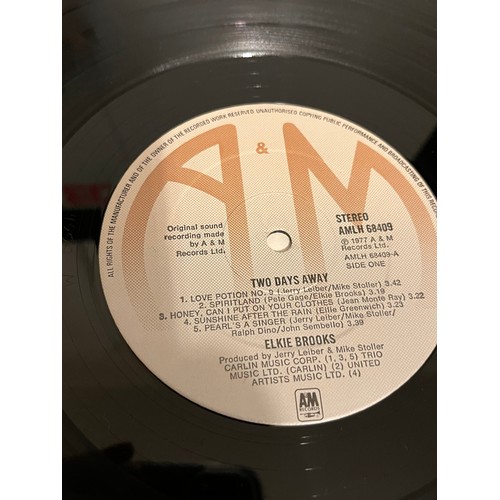 ALL RIGHTS OF THE MANUFACTURER AND OF THE OWNER OF THE RECORDED WORK RESERVED. UNAUTHORISED COPYING PUBLIC PERFORMANCE AND BROADCASTING OF THIS
A & M
Original sound
recording made
by A & M
Records Ltd.
STEREO
AMLH 68409
℗ 1977 A & M
Records Ltd.
AMLH 68409-A
SIDE ONE
TWO DAYS AWAY
1. LOVE POTION NO. 9 (Jerry Leiber/Mike Stoller)
2. SPIRITLAND (Pete Gage/Elkie Brooks) 3.19
3. HONEY, CAN I PUT ON YOUR CLOTHES (Jean Monte Ray)
4. SUNSHINE AFTER THE RAIN (Ellie Greenwich) 3.23 5.22
5. PEARL'S A SINGER (Jerry Leiber/Mike Stoller/
Ralph Dino/John Sembello) 3.39
ELKIE BROOKS
Produced by Jerry Leiber & Mike Stoller
CARLIN MUSIC CORP. (1, 3, 5) TRIO
MUSIC LTD. (CARLIN) (2) UNITED
ARTISTS MUSIC LTD. (4)
AM
RECORDS